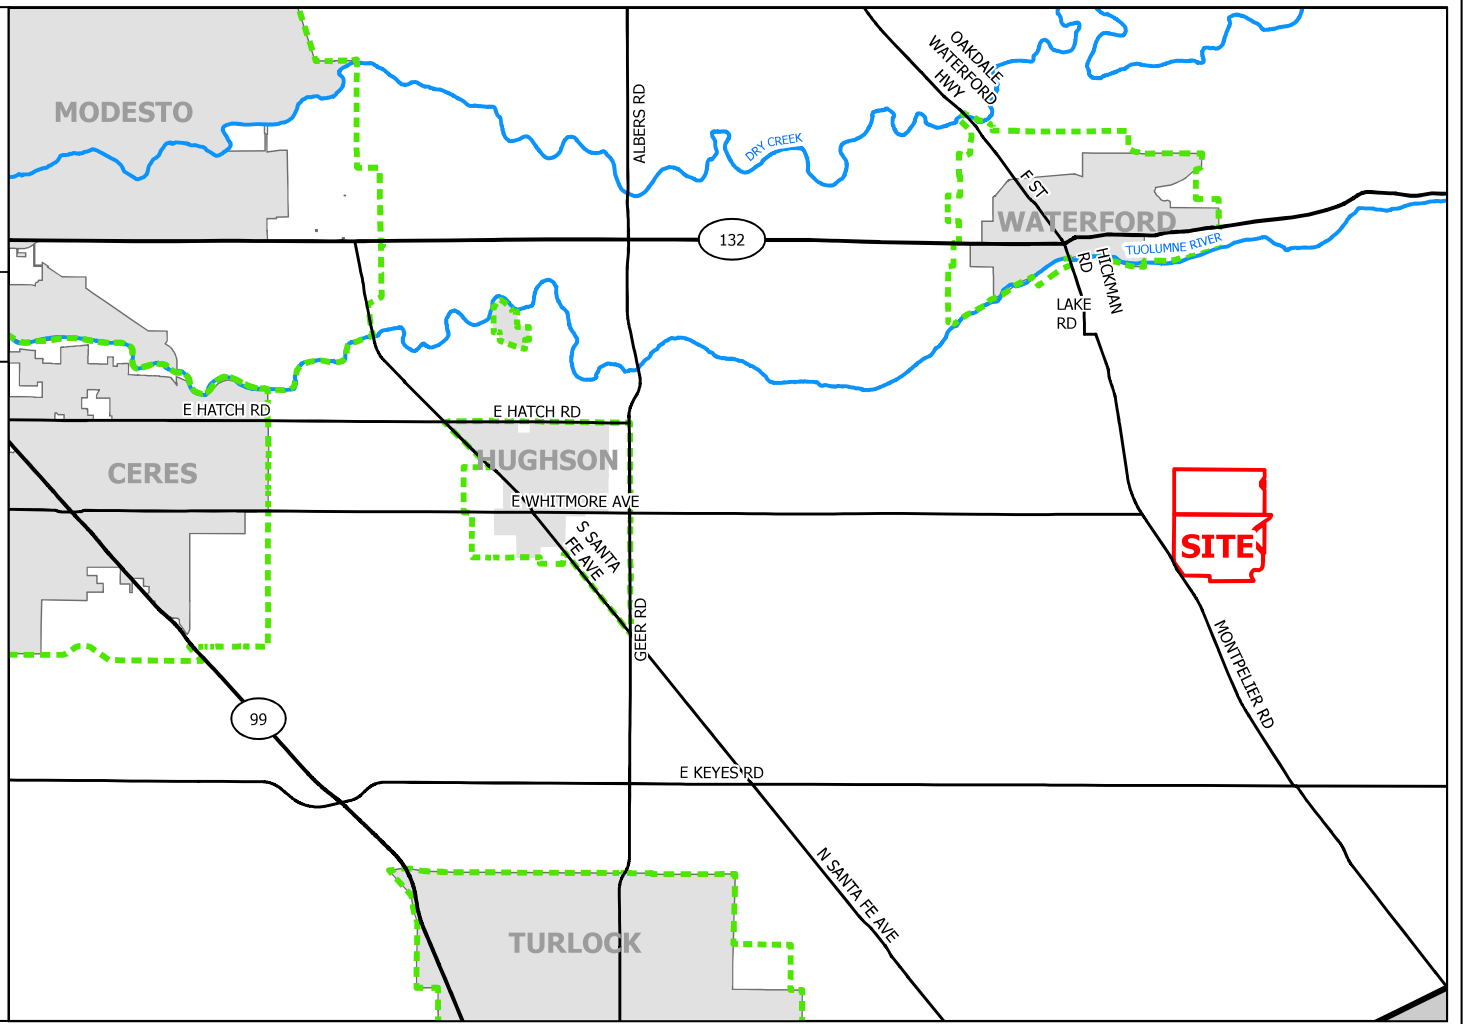 OAKDALE
WATERFORD
HWY
MODESTO
ALBERS RD
DRY CREEK
F ST
WATERFORD
132
TUOLUMNE RIVER
HICKMAN
RD
LAKE
RD
E HATCH RD
E HATCH RD
HUGHSON
CERES
E WHITMORE AVE
S SANTA
FE AVE
SITE
GEER RD
MONTPELIER RD
99
E KEYES RD
N SANTA FE AVE
TURLOCK